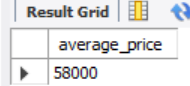 Result Grid
average_price
58000